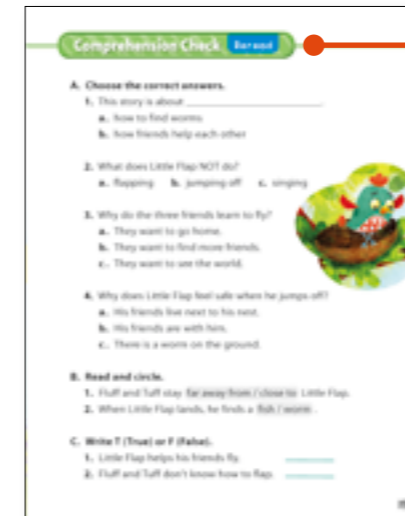 Comprehension Check Reread
A. Choose the correct answers.
1. This story is about
a. how to find worms
b. how friends help each other
2. What does Little Flap NOT do?
a. flapping b. jumping off c. singing
3. Why do the three friends learn to fly?
a. They want to go home.
b. They want to find more friends.
c. They want to see the world.
4. Why does Little Flap feel safe when he jumps off?
a. His friends live next to his nest.
b. His friends are with him.
c. There is a worm on the ground.
B. Read and circle.
1. Fluff and Tuff stay far away from / close to Little Flap.
2. When Little Flap lands, he finds a fish / worm .
C. Write T (True) or F (False).
1. Little Flap helps his friends fly.
2. Fluff and Tuff don't know how to flap.